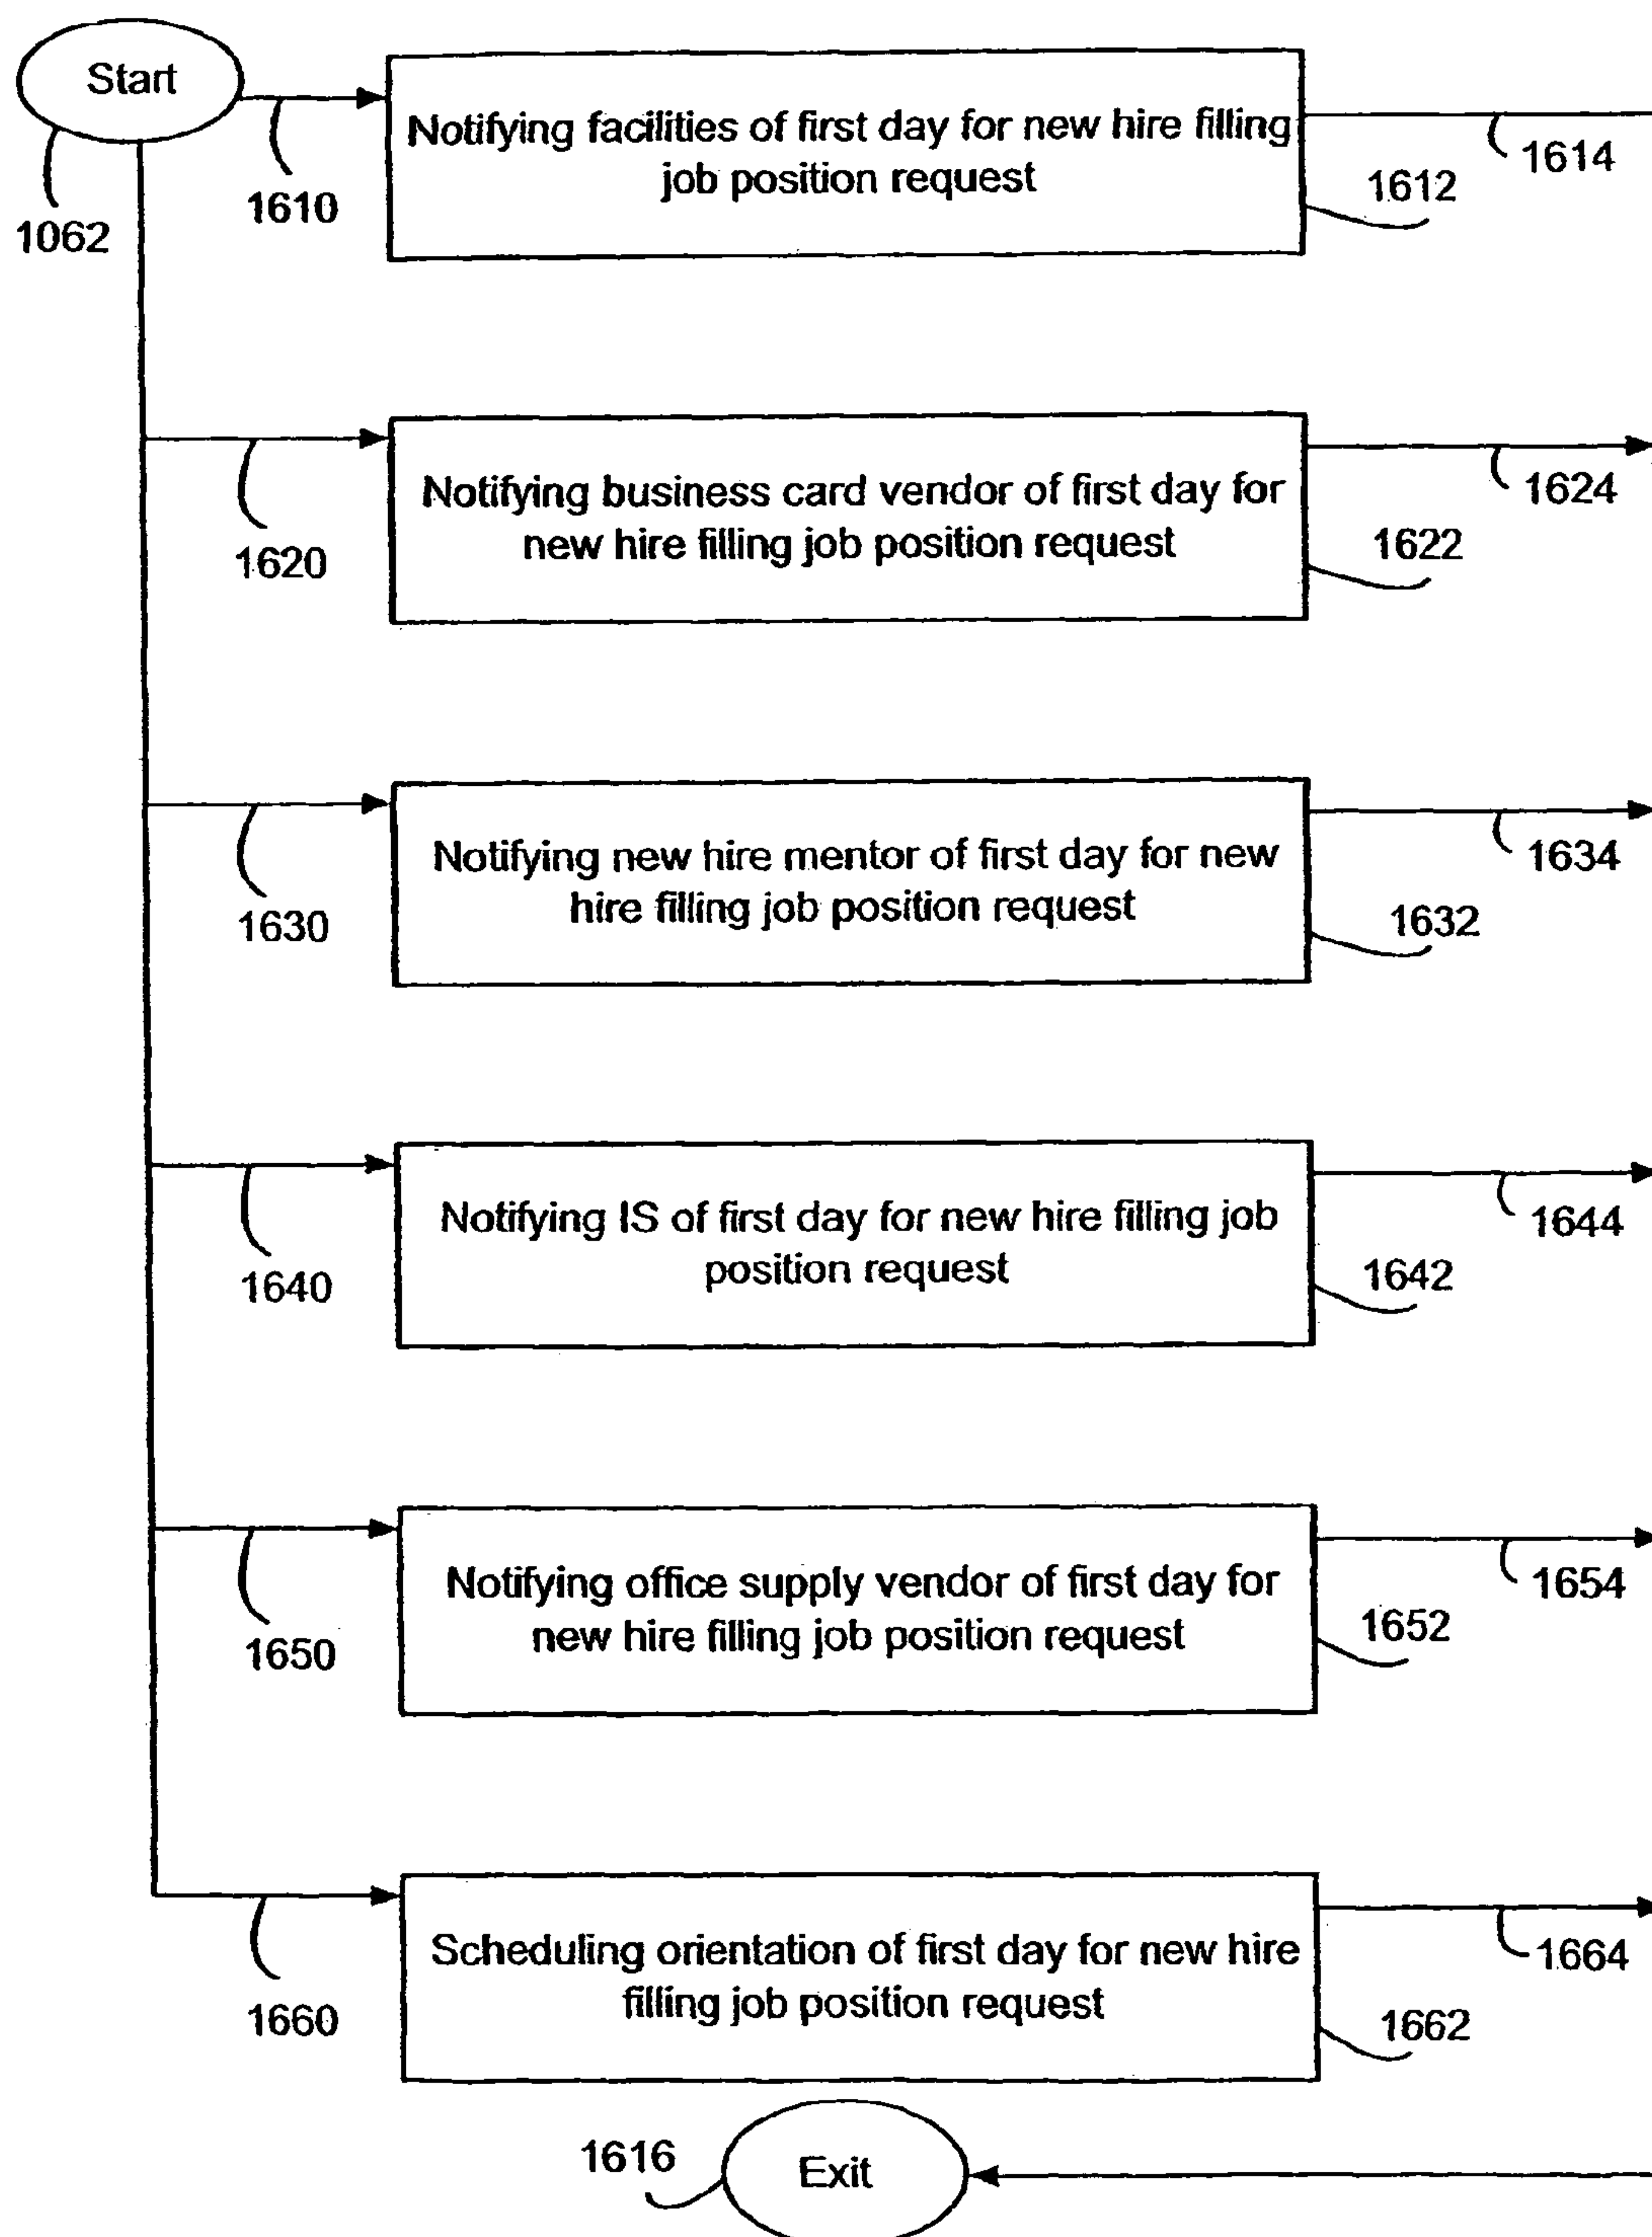 Start
1062
1610
Notifying facilities of first day for new hire filling
job position request
1612
1614
1620
Notifying business card vendor of first day for
new hire filling job position request
1622
1624
1630
Notifying new hire mentor of first day for new
hire filling job position request
1632
1634
1640
Notifying IS of first day for new hire filling job
position request
1642
1644
1650
Notifying office supply vendor of first day for
new hire filling job position request
1652
1654
1660
Scheduling orientation of first day for new hire
filling job position request
1662
1664
1616
Exit